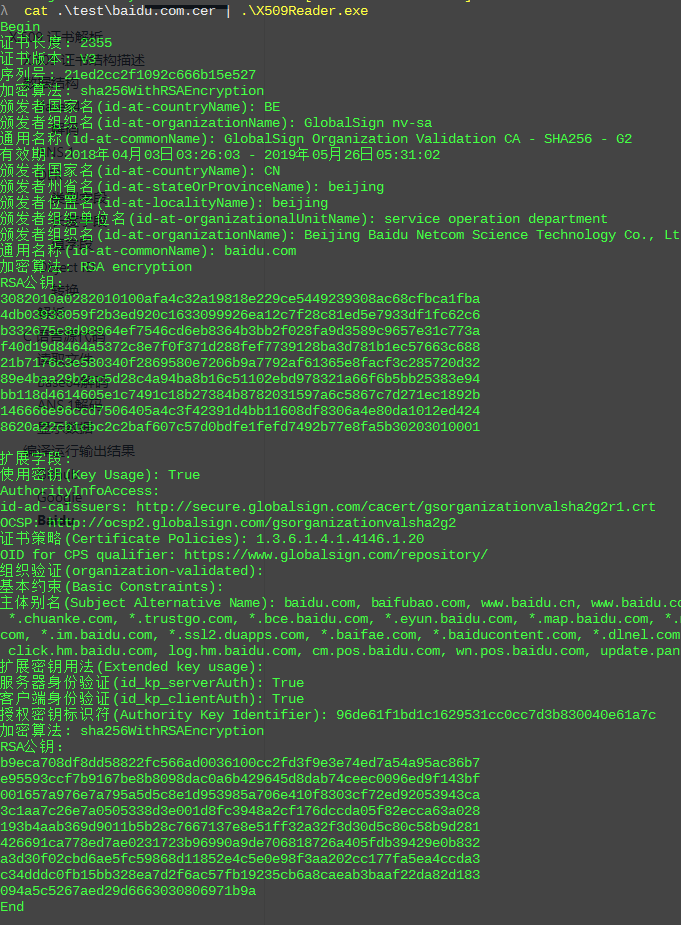 λ cat .\test\baidu.com.cer | .\X509Reader.exe
Begin
证书长度: 2355
证书版本: V3
序列号: 21ed2cc2f1092c666b15e527
加密算法: sha256WithRSAEncryption
颁发者国家名(id-at-countryName): BE
颁发者组织名(id-at-organizationName): GlobalSign nv-sa
通用名称(id-at-commonName): GlobalSign Organization Validation CA - SHA256 - G2
有效期: 2018年04月03日03:26:03 - 2019年05月26日05:31:02
颁发者国家名(id-at-countryName): CN
颁发者州省名(id-at-stateOrProvinceName): beijing
颁发者位置名(id-at-localityName): beijing
颁发者组织单位名(id-at-organizationalUnitName): service operation department
颁发者组织名(id-at-organizationName): Beijing Baidu Netcom Science Technology Co., Lt
通用名称(id-at-commonName): baidu.com
加密算法: RSA encryption
RSA公钥:
3082010a0282010100afa4c32a19818e229ce5449239308ac68cfbca1fba
4db03938059f2b3ed920c1633099926ea12c7f28c81ed5e7933df1fc62c6
b332675c8d98964ef7546cd6eb8364b3bb2f028fa9d3589c9657e31c773a
f40d19d8464a5372c8e7f0f371d288fef7739128ba3d781b1ec57663c688
21b7176c3e580340f2869580e7206b9a7792af61365e8facf3c285720d32
89e4b1a29b2ac5d28c4a94ba8b16c51102ebd978321a66f6b5bb25383e94
bb118d4614605e1c7491c18b27384b8782031597a6c5867c7d271ec1892b
146666e96ccd7506405a4c3f42391d4bb11608df8306a4e80da1012ed424
8620a22cb1cbc2c2baf607c57d0bdfe1fefd7492b77e8fa5b30203010001
扩展字段:
使用密钥(Key Usage): True
AuthorityInfoAccess:
id-ad-caIssuers: http://secure.globalsign.com/cacert/gsorganizationvalsha2g2r1.crt
OCSP: http://ocsp2.globalsign.com/gsorganizationvalsha2g2
证书策略(Certificate Policies): 1.3.6.1.4.1.4146.1.20
OID for CPS qualifier: https://www.globalsign.com/repository/
组织验证(organization-validated):
基本约束(Basic Constraints):
主体别名(Subject Alternative Name): baidu.com, baifubao.com, www.baidu.cn, www.baidu.co
*.chuanke.com, *.trustgo.com, *.bce.baidu.com, *.eyun.baidu.com, *.map.baidu.com, *.
com, *.im.baidu.com, *.ssl2.duapps.com, *.baifae.com, *.baiducontent.com, *.dlnel.com
click.hm.baidu.com, log.hm.baidu.com, cm.pos.baidu.com, wn.pos.baidu.com, update.pan
扩展密钥用法(Extended key usage):
服务器身份验证(id_kp_serverAuth): True
客户端身份验证(id_kp_clientAuth): True
授权密钥标识符(Authority Key Identifier): 96de61f1bd1c1629531cc0cc7d3b830040e61a7c
加密算法: sha256WithRSAEncryption
RSA公钥:
b9eca708df8dd58822fc566ad0036100cc2fd3f9e3e74ed7a54a95ac86b7
e95593ccf7b9167be8b8098dac0a6b429645d8dab74ceec0096ed9f143bf
001657a976e7a795a5d5c8e1d953985a706e410f8303cf72ed92053943ca
3c1aa7c26e7a0505338d3e001d8fc3948a2cf176dccda05f82ecca63a028
193b4aab369d9011b5b28c7667137e8e51ff32a32f3d30d5c80c58b9d281
426691ca778ed7ae0231723b96990a9de706818726a405fdb39429e0b832
a3d30f02cbd6ae5fc59868d11852e4c5e0e98f3aa202cc177fa5ea4ccda3
c34dddc0fb15bb328ea7d2f6ac57fb19235cb6a8caeab3baaf22da82d183
094a5c5267aed29d6663030806971b9a
End